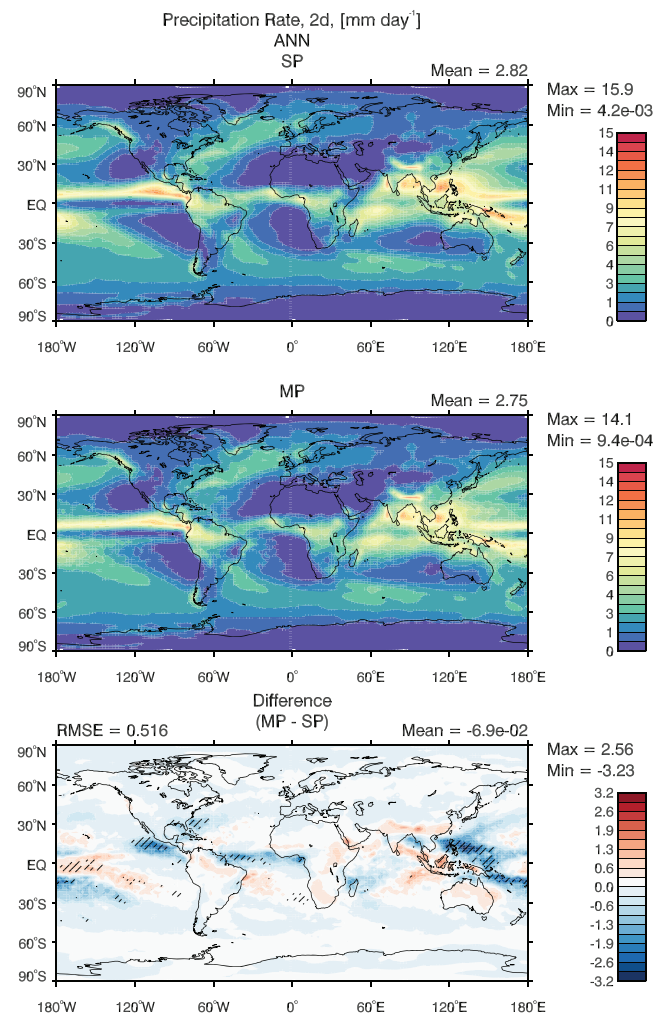 Precipitation Rate, 2d, [mm day⁻¹]
ANN
SP
Mean = 2.82
Max = 15.9
Min = 4.2e-03
90°N
60°N
30°N
EQ
30°S
60°S
90°S
180°W 120°W 60°W 0° 60°E 120°E 180°E
15
14
12
11
9
7
6
4
3
1
0
MP
Mean = 2.75
Max = 14.1
Min = 9.4e-04
90°N
60°N
30°N
EQ
30°S
60°S
90°S
180°W 120°W 60°W 0° 60°E 120°E 180°E
15
14
12
11
9
7
6
4
3
1
0
Difference
(MP - SP)
RMSE = 0.516
Mean = -6.9e-02
Max = 2.56
Min = -3.23
90°N
60°N
30°N
EQ
30°S
60°S
90°S
180°W 120°W 60°W 0° 60°E 120°E 180°E
3.2
2.6
1.9
1.3
0.6
0.0
-0.6
-1.3
-1.9
-2.6
-3.2